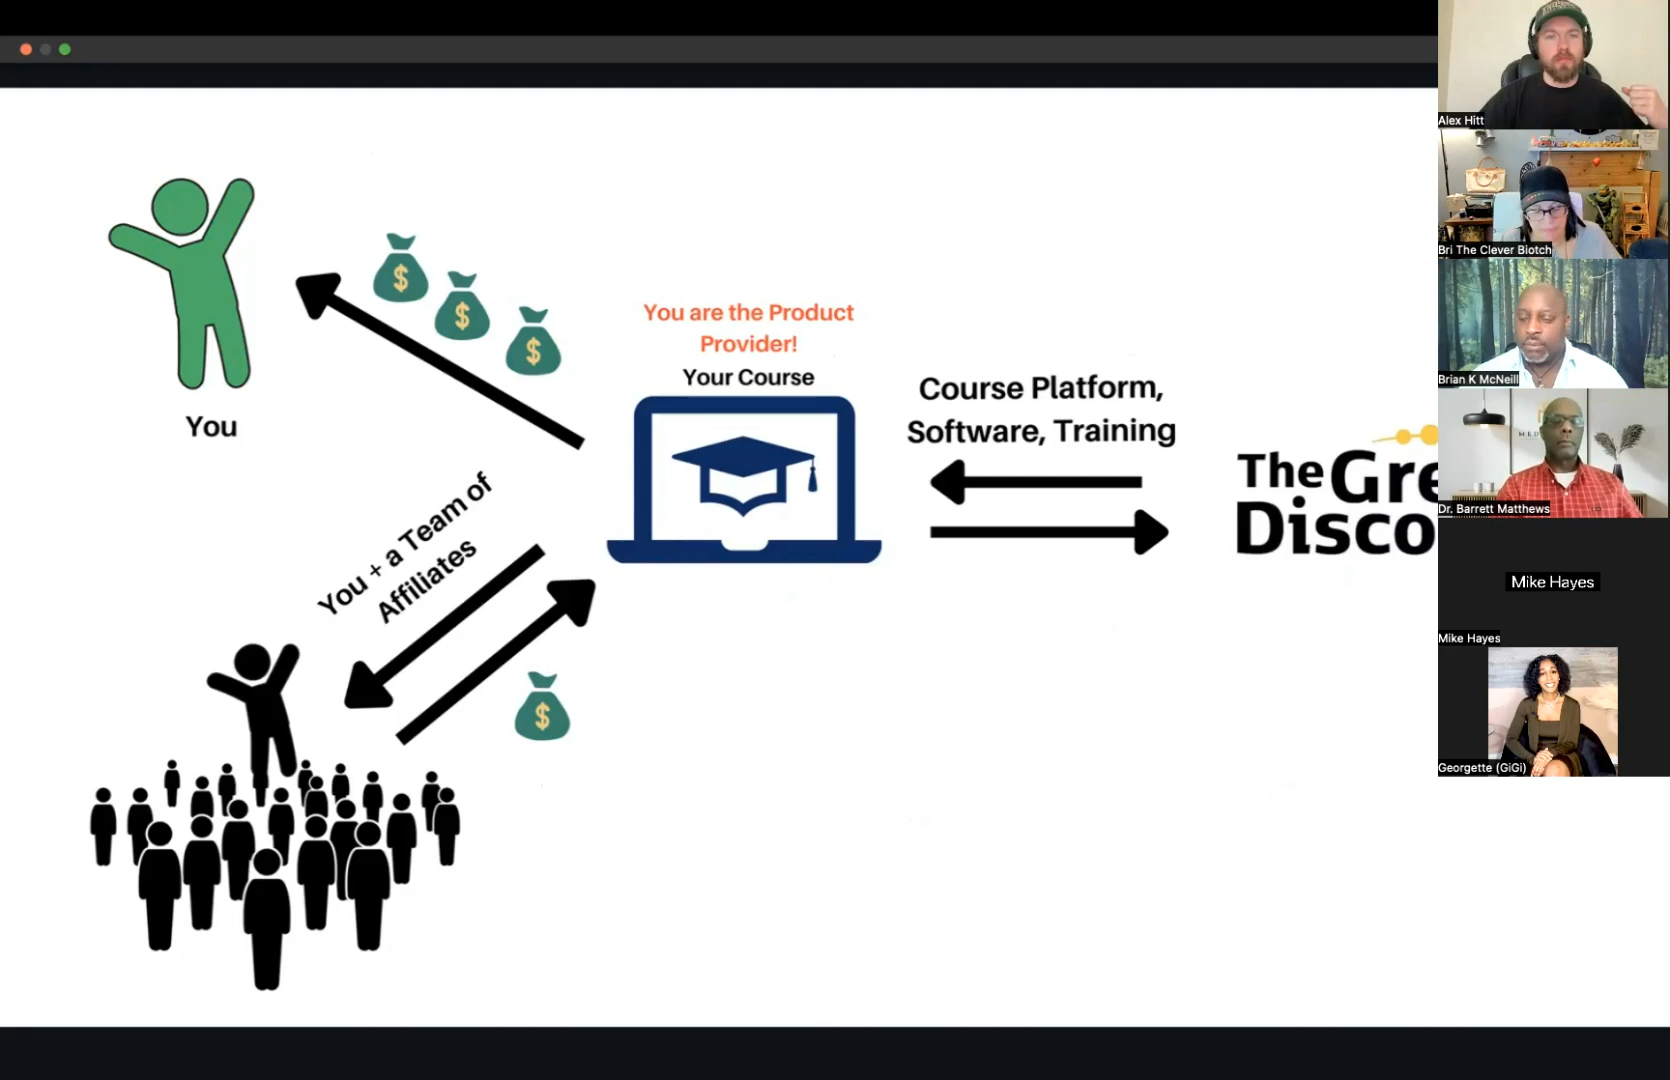 You
You + a Team of
Affiliates
You are the Product
Provider!
Your Course
Course Platform,
Software, Training
The Gre
Disco
Alex Hitt
Bri The Clever Biotch
Brian K McNeill
MED
Dr. Barrett Matthews
Mike Hayes
Mike Hayes
Georgette (GiGi)
$
$
$
$